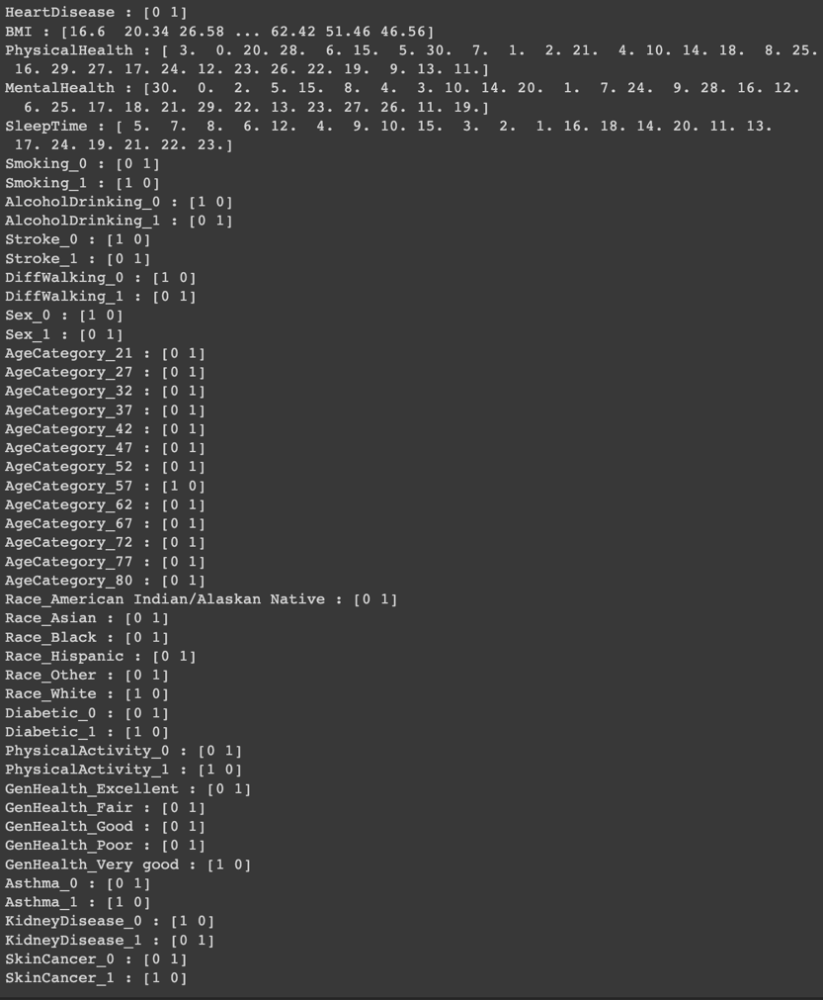 HeartDisease : [0 1]
BMI : [16.6  20.34 26.58 ... 62.42 51.46 46.56]
PhysicalHealth : [ 3.  0. 20. 28.  6. 15.  5. 30.  7.  1.  2. 21.  4. 10. 14. 18.  8. 25.
 16. 29. 27. 17. 24. 12. 23. 26. 22. 19.  9. 13. 11.]
MentalHealth : [30.  0.  2.  5. 15.  8.  4.  3. 10. 14. 20.  1.  7. 24.  9. 28. 16. 12.
  6. 25. 17. 18. 21. 29. 22. 13. 23. 27. 26. 11. 19.]
SleepTime : [ 5.  7.  8.  6. 12.  4.  9. 10. 15.  3.  2.  1. 16. 18. 14. 20. 11. 13.
 17. 24. 19. 21. 22. 23.]
Smoking_0 : [0 1]
Smoking_1 : [1 0]
AlcoholDrinking_0 : [1 0]
AlcoholDrinking_1 : [0 1]
Stroke_0 : [1 0]
Stroke_1 : [0 1]
DiffWalking_0 : [1 0]
DiffWalking_1 : [0 1]
Sex_0 : [1 0]
Sex_1 : [0 1]
AgeCategory_21 : [0 1]
AgeCategory_27 : [0 1]
AgeCategory_32 : [0 1]
AgeCategory_37 : [0 1]
AgeCategory_42 : [0 1]
AgeCategory_47 : [0 1]
AgeCategory_52 : [0 1]
AgeCategory_57 : [1 0]
AgeCategory_62 : [0 1]
AgeCategory_67 : [0 1]
AgeCategory_72 : [0 1]
AgeCategory_77 : [0 1]
AgeCategory_80 : [0 1]
Race_American Indian/Alaskan Native : [0 1]
Race_Asian : [0 1]
Race_Black : [0 1]
Race_Hispanic : [0 1]
Race_Other : [0 1]
Race_White : [1 0]
Diabetic_0 : [0 1]
Diabetic_1 : [1 0]
PhysicalActivity_0 : [0 1]
PhysicalActivity_1 : [1 0]
GenHealth_Excellent : [0 1]
GenHealth_Fair : [0 1]
GenHealth_Good : [0 1]
GenHealth_Poor : [0 1]
GenHealth_Very good : [1 0]
Asthma_0 : [0 1]
Asthma_1 : [1 0]
KidneyDisease_0 : [1 0]
KidneyDisease_1 : [0 1]
SkinCancer_0 : [0 1]
SkinCancer_1 : [1 0]